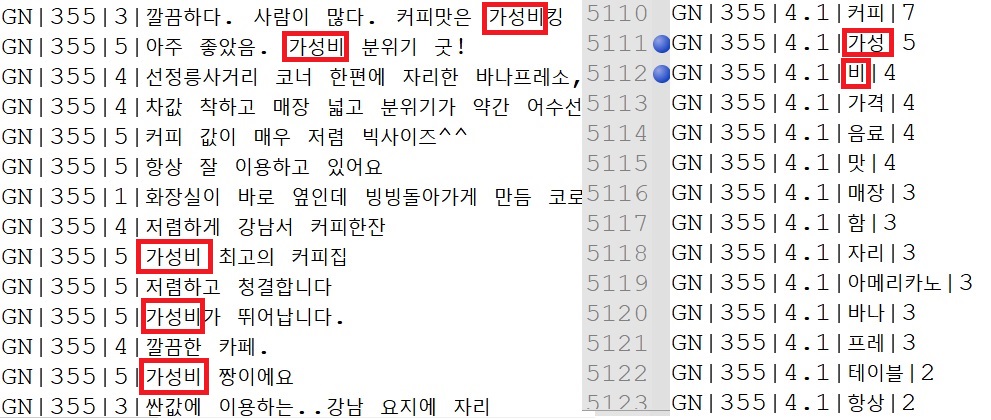 GN|355|3|깔끔하다. 사람이 많다. 커피맛은 가성비킹
GN|355|5|아주 좋았음. 가성비 분위기 굿!
GN|355|4|선정릉사거리 코너 한편에 자리한 바나프레소,
GN|355|4|차값 착하고 매장 넓고 분위기가 약간 어수선
GN|355|5|커피 값이 매우 저렴 빅사이즈^^
GN|355|5|항상 잘 이용하고 있어요
GN|355|1|화장실이 바로 옆인데 빙빙돌아가게 만듬 코로
GN|355|4|저렴하게 강남서 커피한잔
GN|355|5 가성비 최고의 커피집
GN|355|5|저렴하고 청결합니다
GN|355|5|가성비가 뛰어납니다.
GN|355|4|깔끔한 카페.
GN|355|5|가성비 짱이에요
GN|355|3|싼값에 이용하는..강남 요지에 자리
5110 GN|355|4.1|커피|7
5111 GN|355|4.1|가성 5
5112 GN|355|4.1|비|4
5113 GN|355|4.1|가격|4
5114 GN|355|4.1|음료|4
5115 GN|355|4.1|맛|4
5116 GN|355|4.1|매장|3
5117 GN|355|4.1|함|3
5118 GN|355|4.1|자리|3
5119 GN|355|4.1|아메리카노|3
5120 GN|355|4.1|바나|3
5121 GN|355|4.1|프레|3
5122 GN|355|4.1|테이블|2
5123 GN|355|4.1|항상|2